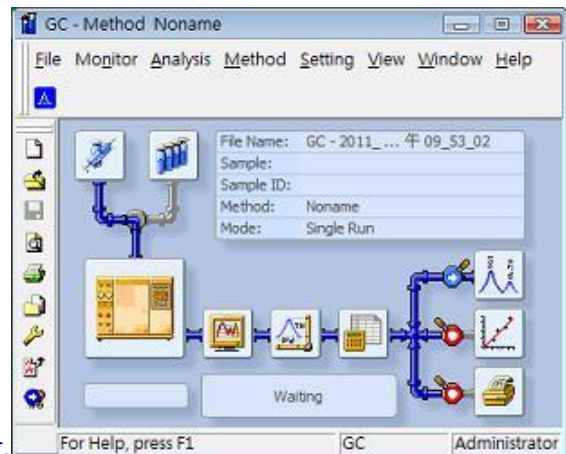 GC - Method Noname
File Monitor Analysis Method Setting View Window Help
File Name: GC - 2011_... 午 09_53_02
Sample:
Sample ID:
Method: Noname
Mode: Single Run
Waiting
For Help, press F1 GC Administrator